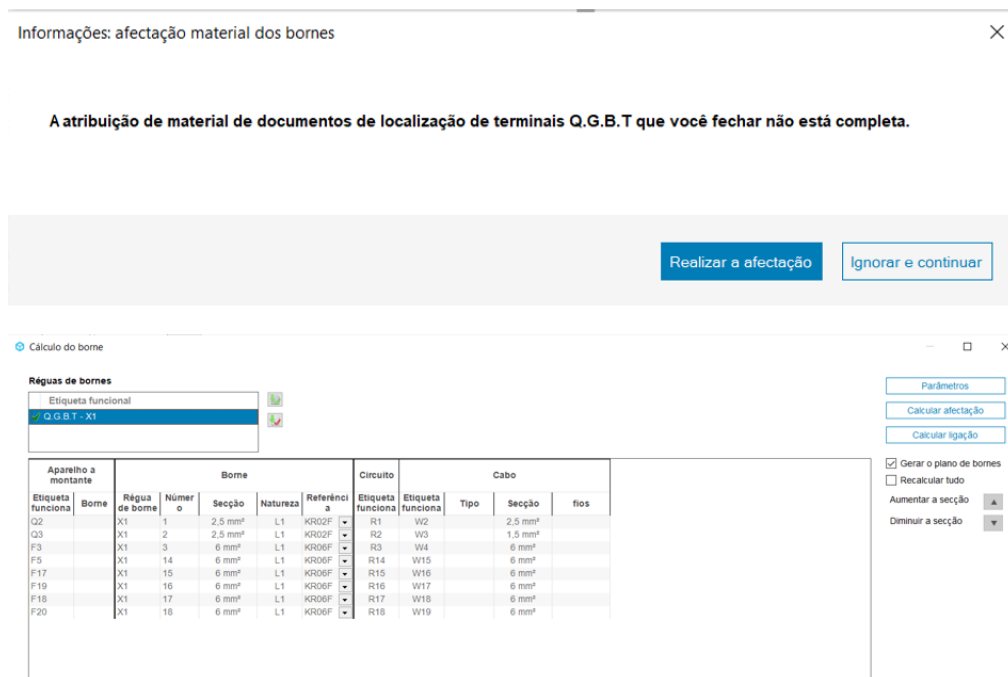 Informações: afectação material dos bornes
A atribuição de material de documentos de localização de terminais Q.G.B.T que você fechar não está completa.
Realizar a afectação Ignorar e continuar
Cálculo do borne
Réguas de bornes
Etiqueta funcional
Q.G.B.T - X1
Parâmetros
Calcular afectação
Calcular ligação
Gerar o plano de bornes
Recalcular tudo
Aumentar a secção
Diminuir a secção
Aparelho a montante Borne Circuito Cabo
Etiqueta funciona Borne Régua de borne Númer o Secção Natureza Referênci a Etiqueta funciona Etiqueta funciona Tipo Secção fios
Q2 X1 1 2,5 mm² L1 KR02F R1 W2 2,5 mm²
Q3 X1 2 2,5 mm² L1 KR02F R2 W3 1,5 mm²
F3 X1 3 6 mm² L1 KR06F R3 W4 6 mm²
F5 X1 14 6 mm² L1 KR06F R14 W15 6 mm²
F17 X1 15 6 mm² L1 KR06F R15 W16 6 mm²
F19 X1 16 6 mm² L1 KR06F R16 W17 6 mm²
F18 X1 17 6 mm² L1 KR06F R17 W18 6 mm²
F20 X1 18 6 mm² L1 KR06F R18 W19 6 mm²